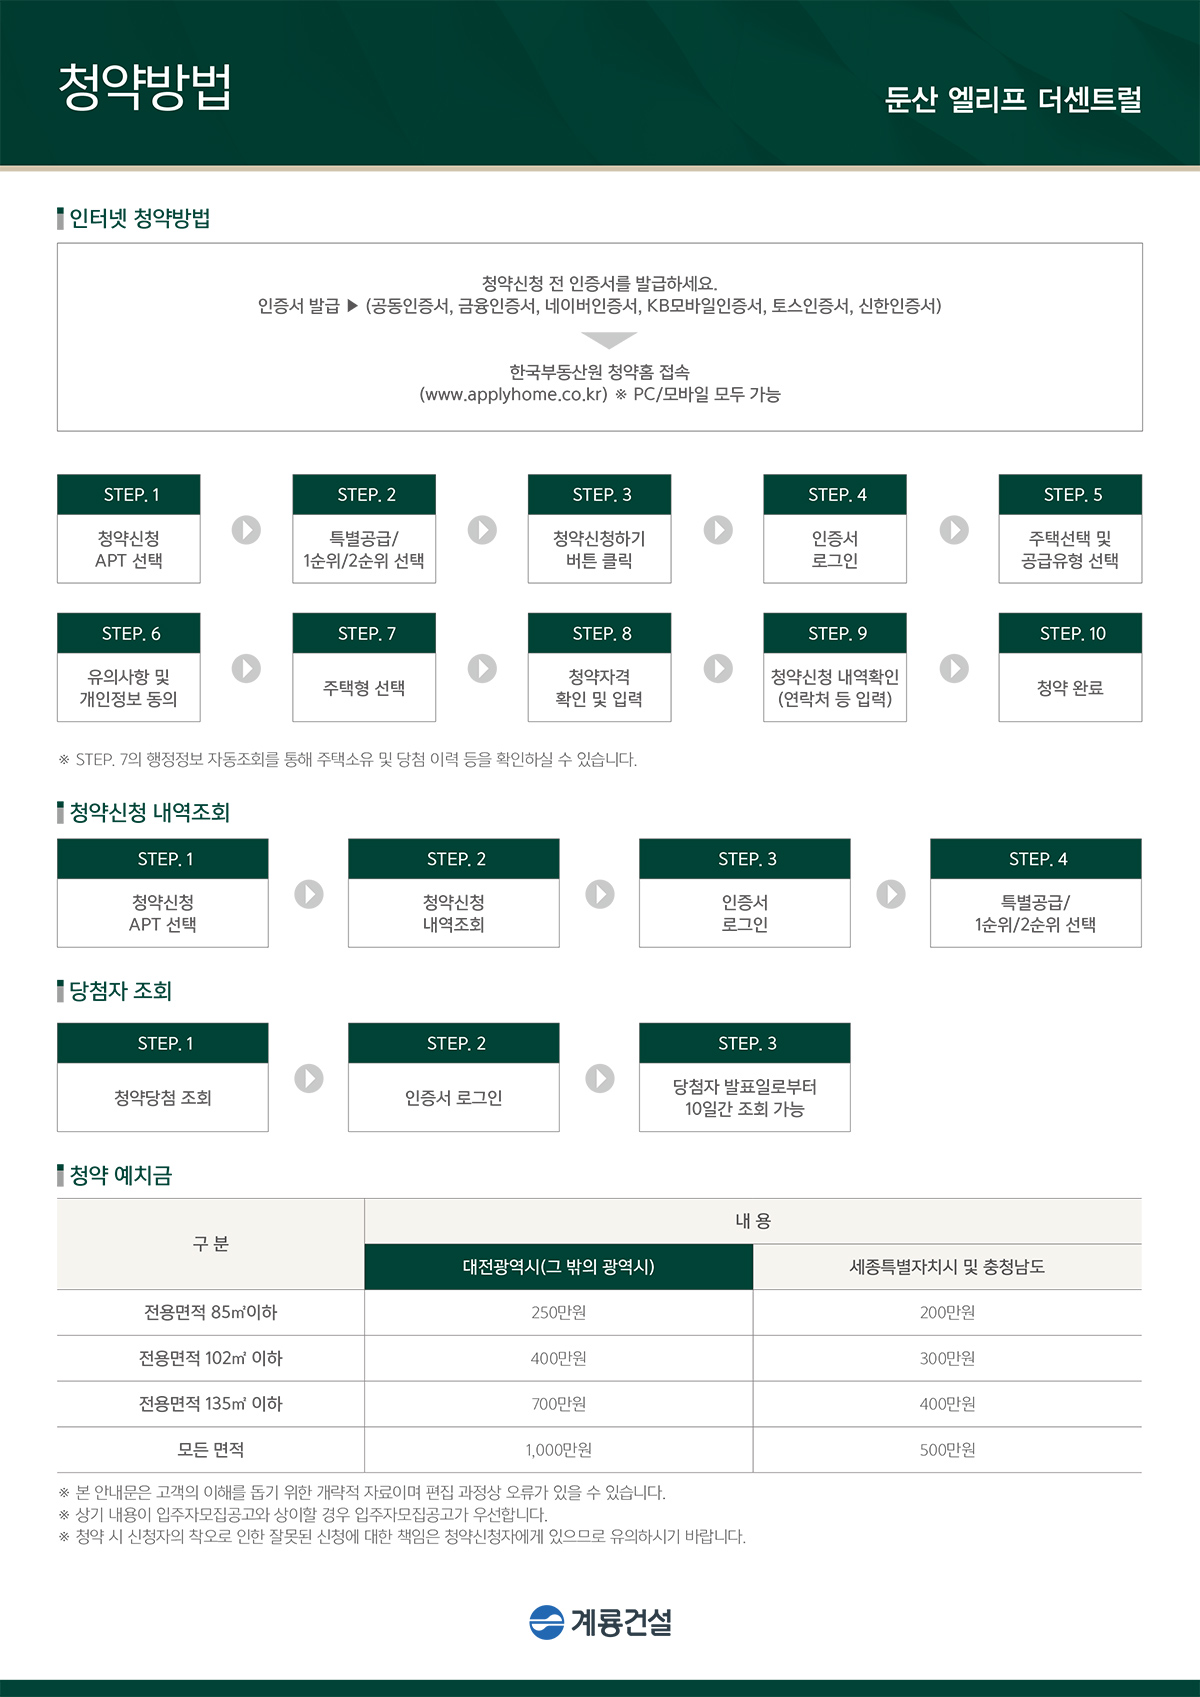 청약방법
둔산 엘리프 더센트럴
인터넷 청약방법
청약신청 전 인증서를 발급하세요.
인증서 발급 ▶ (공동인증서, 금융인증서, 네이버인증서, KB모바일인증서, 토스인증서, 신한인증서)
한국부동산원 청약홈 접속
(www.applyhome.co.kr) ※ PC/모바일 모두 가능
STEP. 1
청약신청
APT 선택
STEP. 2
특별공급/
1순위/2순위 선택
STEP. 3
청약신청하기
버튼 클릭
STEP. 4
인증서
로그인
STEP. 5
주택선택 및
공급유형 선택
STEP. 6
유의사항 및
개인정보 동의
STEP. 7
주택형 선택
STEP. 8
청약자격
확인 및 입력
STEP. 9
청약신청 내역확인
(연락처 등 입력)
STEP. 10
청약 완료
※ STEP. 7의 행정정보 자동조회를 통해 주택소유 및 당첨 이력 등을 확인하실 수 있습니다.
청약신청 내역조회
STEP. 1
청약신청
APT 선택
STEP. 2
청약신청
내역조회
STEP. 3
인증서
로그인
STEP. 4
특별공급/
1순위/2순위 선택
당첨자 조회
STEP. 1
청약당첨 조회
STEP. 2
인증서 로그인
STEP. 3
당첨자 발표일로부터
10일간 조회 가능
청약 예치금
구 분
내 용
대전광역시(그 밖의 광역시)
세종특별자치시 및 충청남도
전용면적 85㎡이하
250만원
200만원
전용면적 102㎡ 이하
400만원
300만원
전용면적 135㎡ 이하
700만원
400만원
모든 면적
1,000만원
500만원
※ 본 안내문은 고객의 이해를 돕기 위한 개략적 자료이며 편집 과정상 오류가 있을 수 있습니다.
※ 상기 내용이 입주자모집공고와 상이할 경우 입주자모집공고가 우선합니다.
※ 청약 시 신청자의 착오로 인한 잘못된 신청에 대한 책임은 청약신청자에게 있으므로 유의하시기 바랍니다.
계룡건설